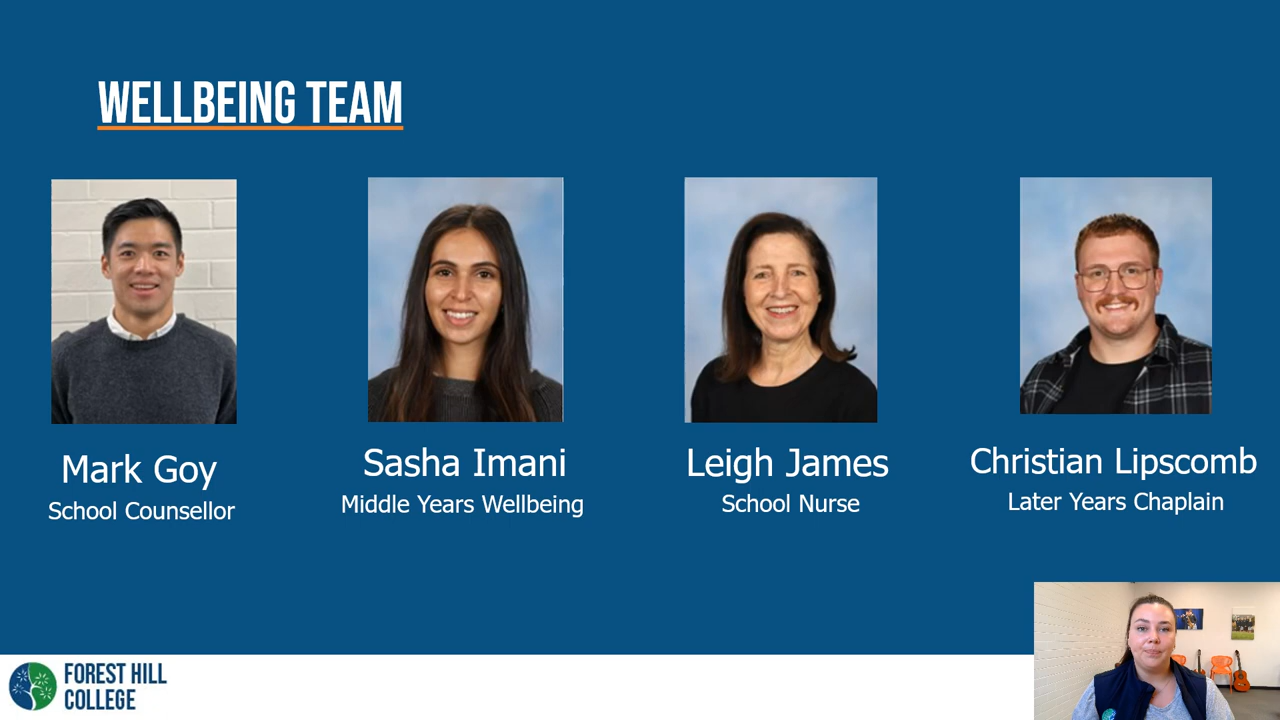 WELLBEING TEAM
Mark Goy
School Counsellor
Sasha Imani
Middle Years Wellbeing
Leigh James
School Nurse
Christian Lipscomb
Later Years Chaplain
FOREST HILL
COLLEGE